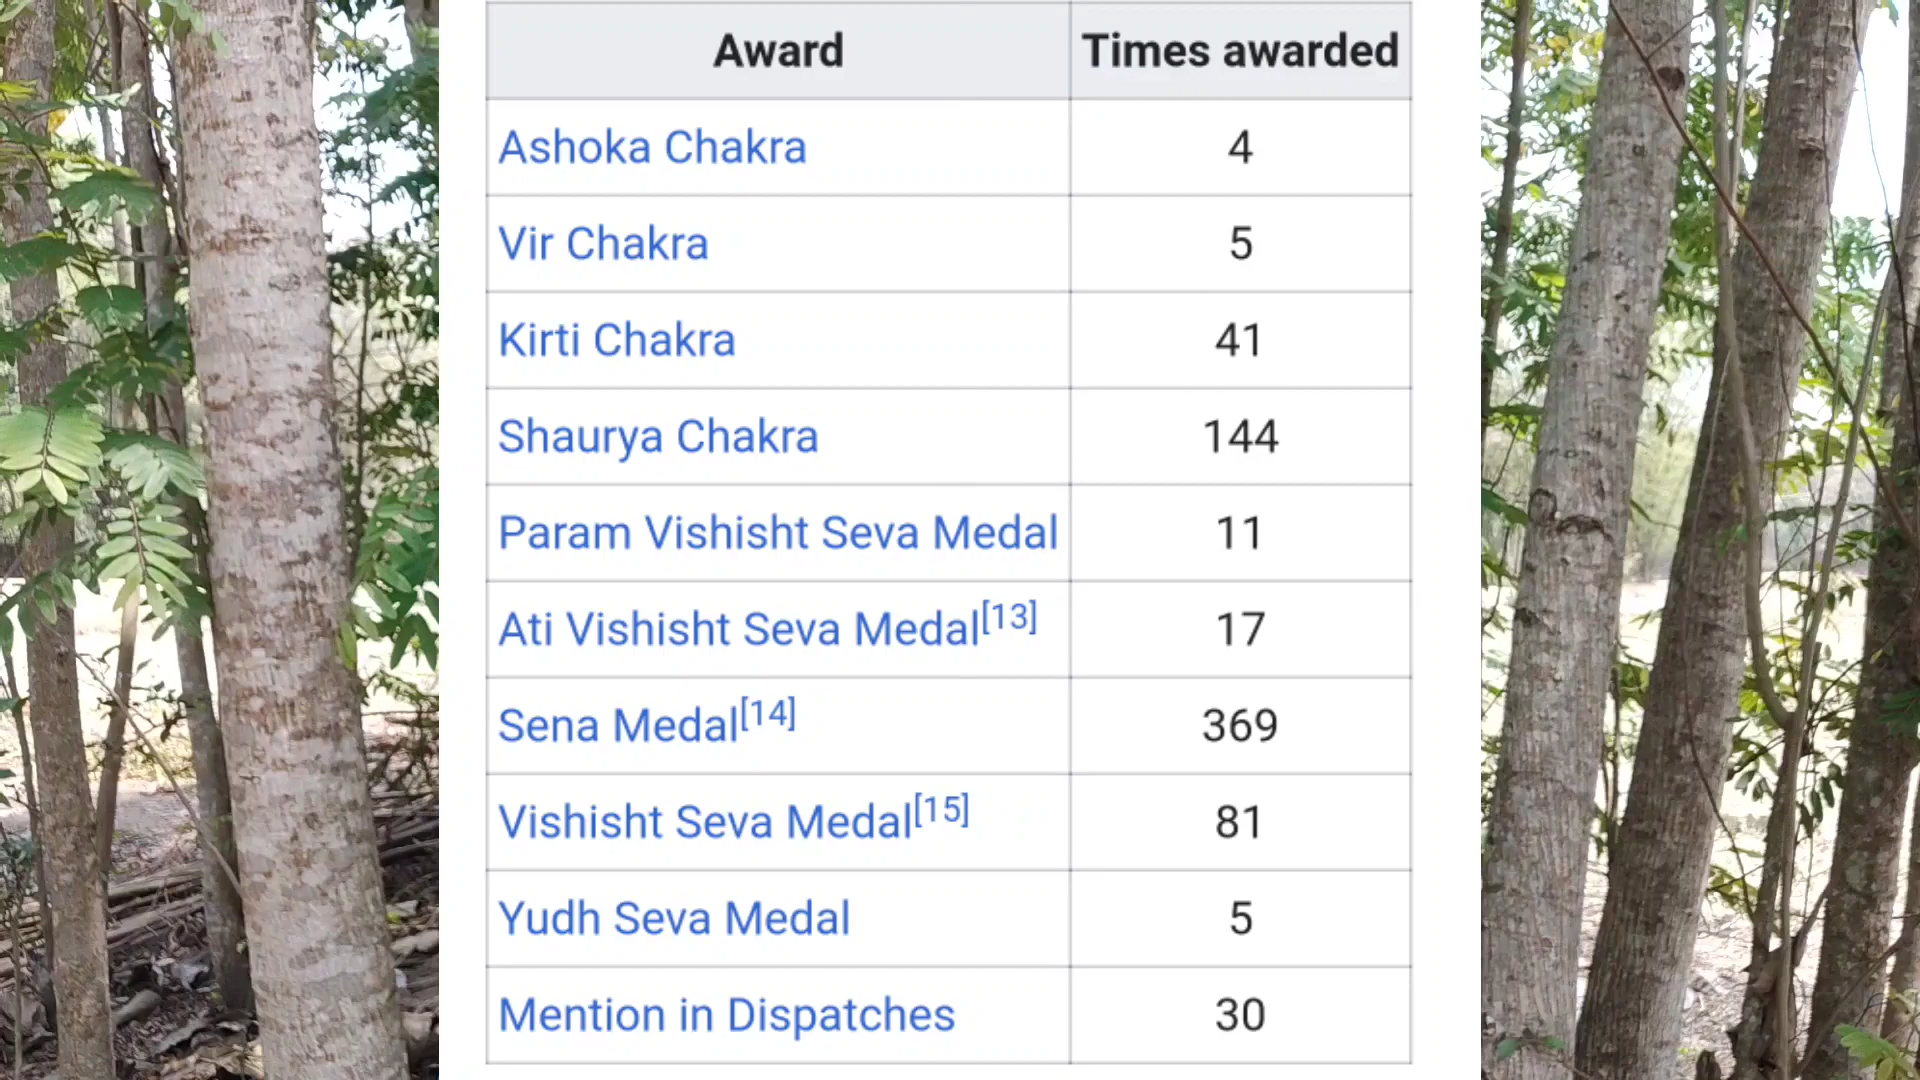 Award Times awarded
Ashoka Chakra 4
Vir Chakra 5
Kirti Chakra 41
Shaurya Chakra 144
Param Vishisht Seva Medal 11
Ati Vishisht Seva Medal[13] 17
Sena Medal[14] 369
Vishisht Seva Medal[15] 81
Yudh Seva Medal 5
Mention in Dispatches 30